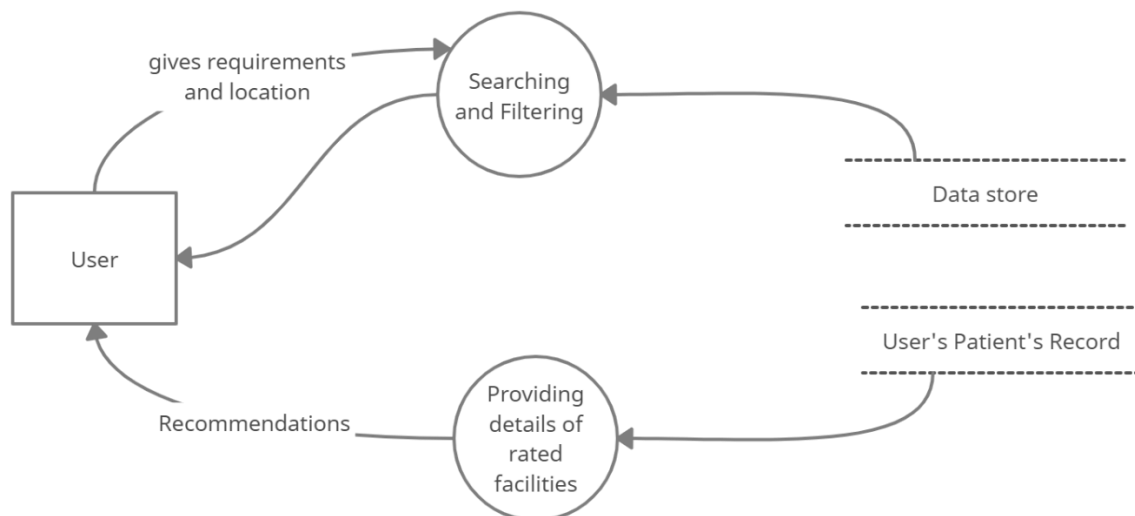 gives requirements
and location
Searching
and Filtering
Data store
User
User's Patient's Record
Recommendations
Providing
details of
rated
facilities